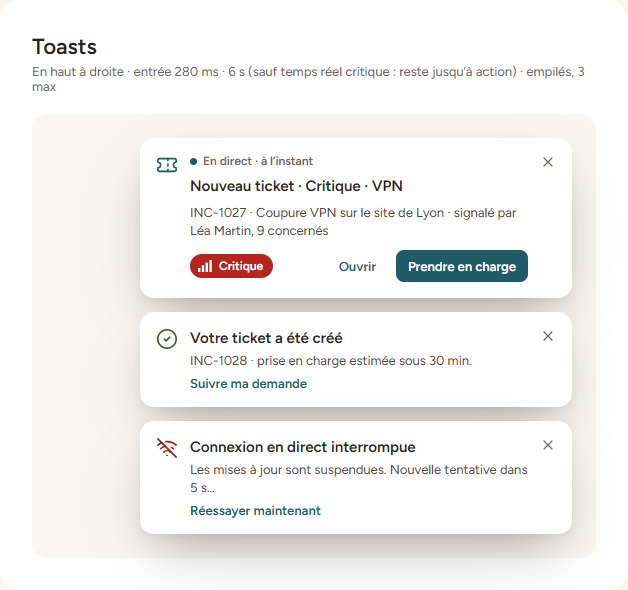 Toasts
En haut à droite · entrée 280 ms · 6 s (sauf temps réel critique : reste jusqu’à action) · empilés, 3
max
En direct · à l’instant
Nouveau ticket · Critique · VPN
INC-1027 · Coupure VPN sur le site de Lyon · signalé par
Léa Martin, 9 concernés
Critique
Ouvrir
Prendre en charge
Votre ticket a été créé
INC-1028 · prise en charge estimée sous 30 min.
Suivre ma demande
Connexion en direct interrompue
Les mises à jour sont suspendues. Nouvelle tentative dans
5 s…
Réessayer maintenant